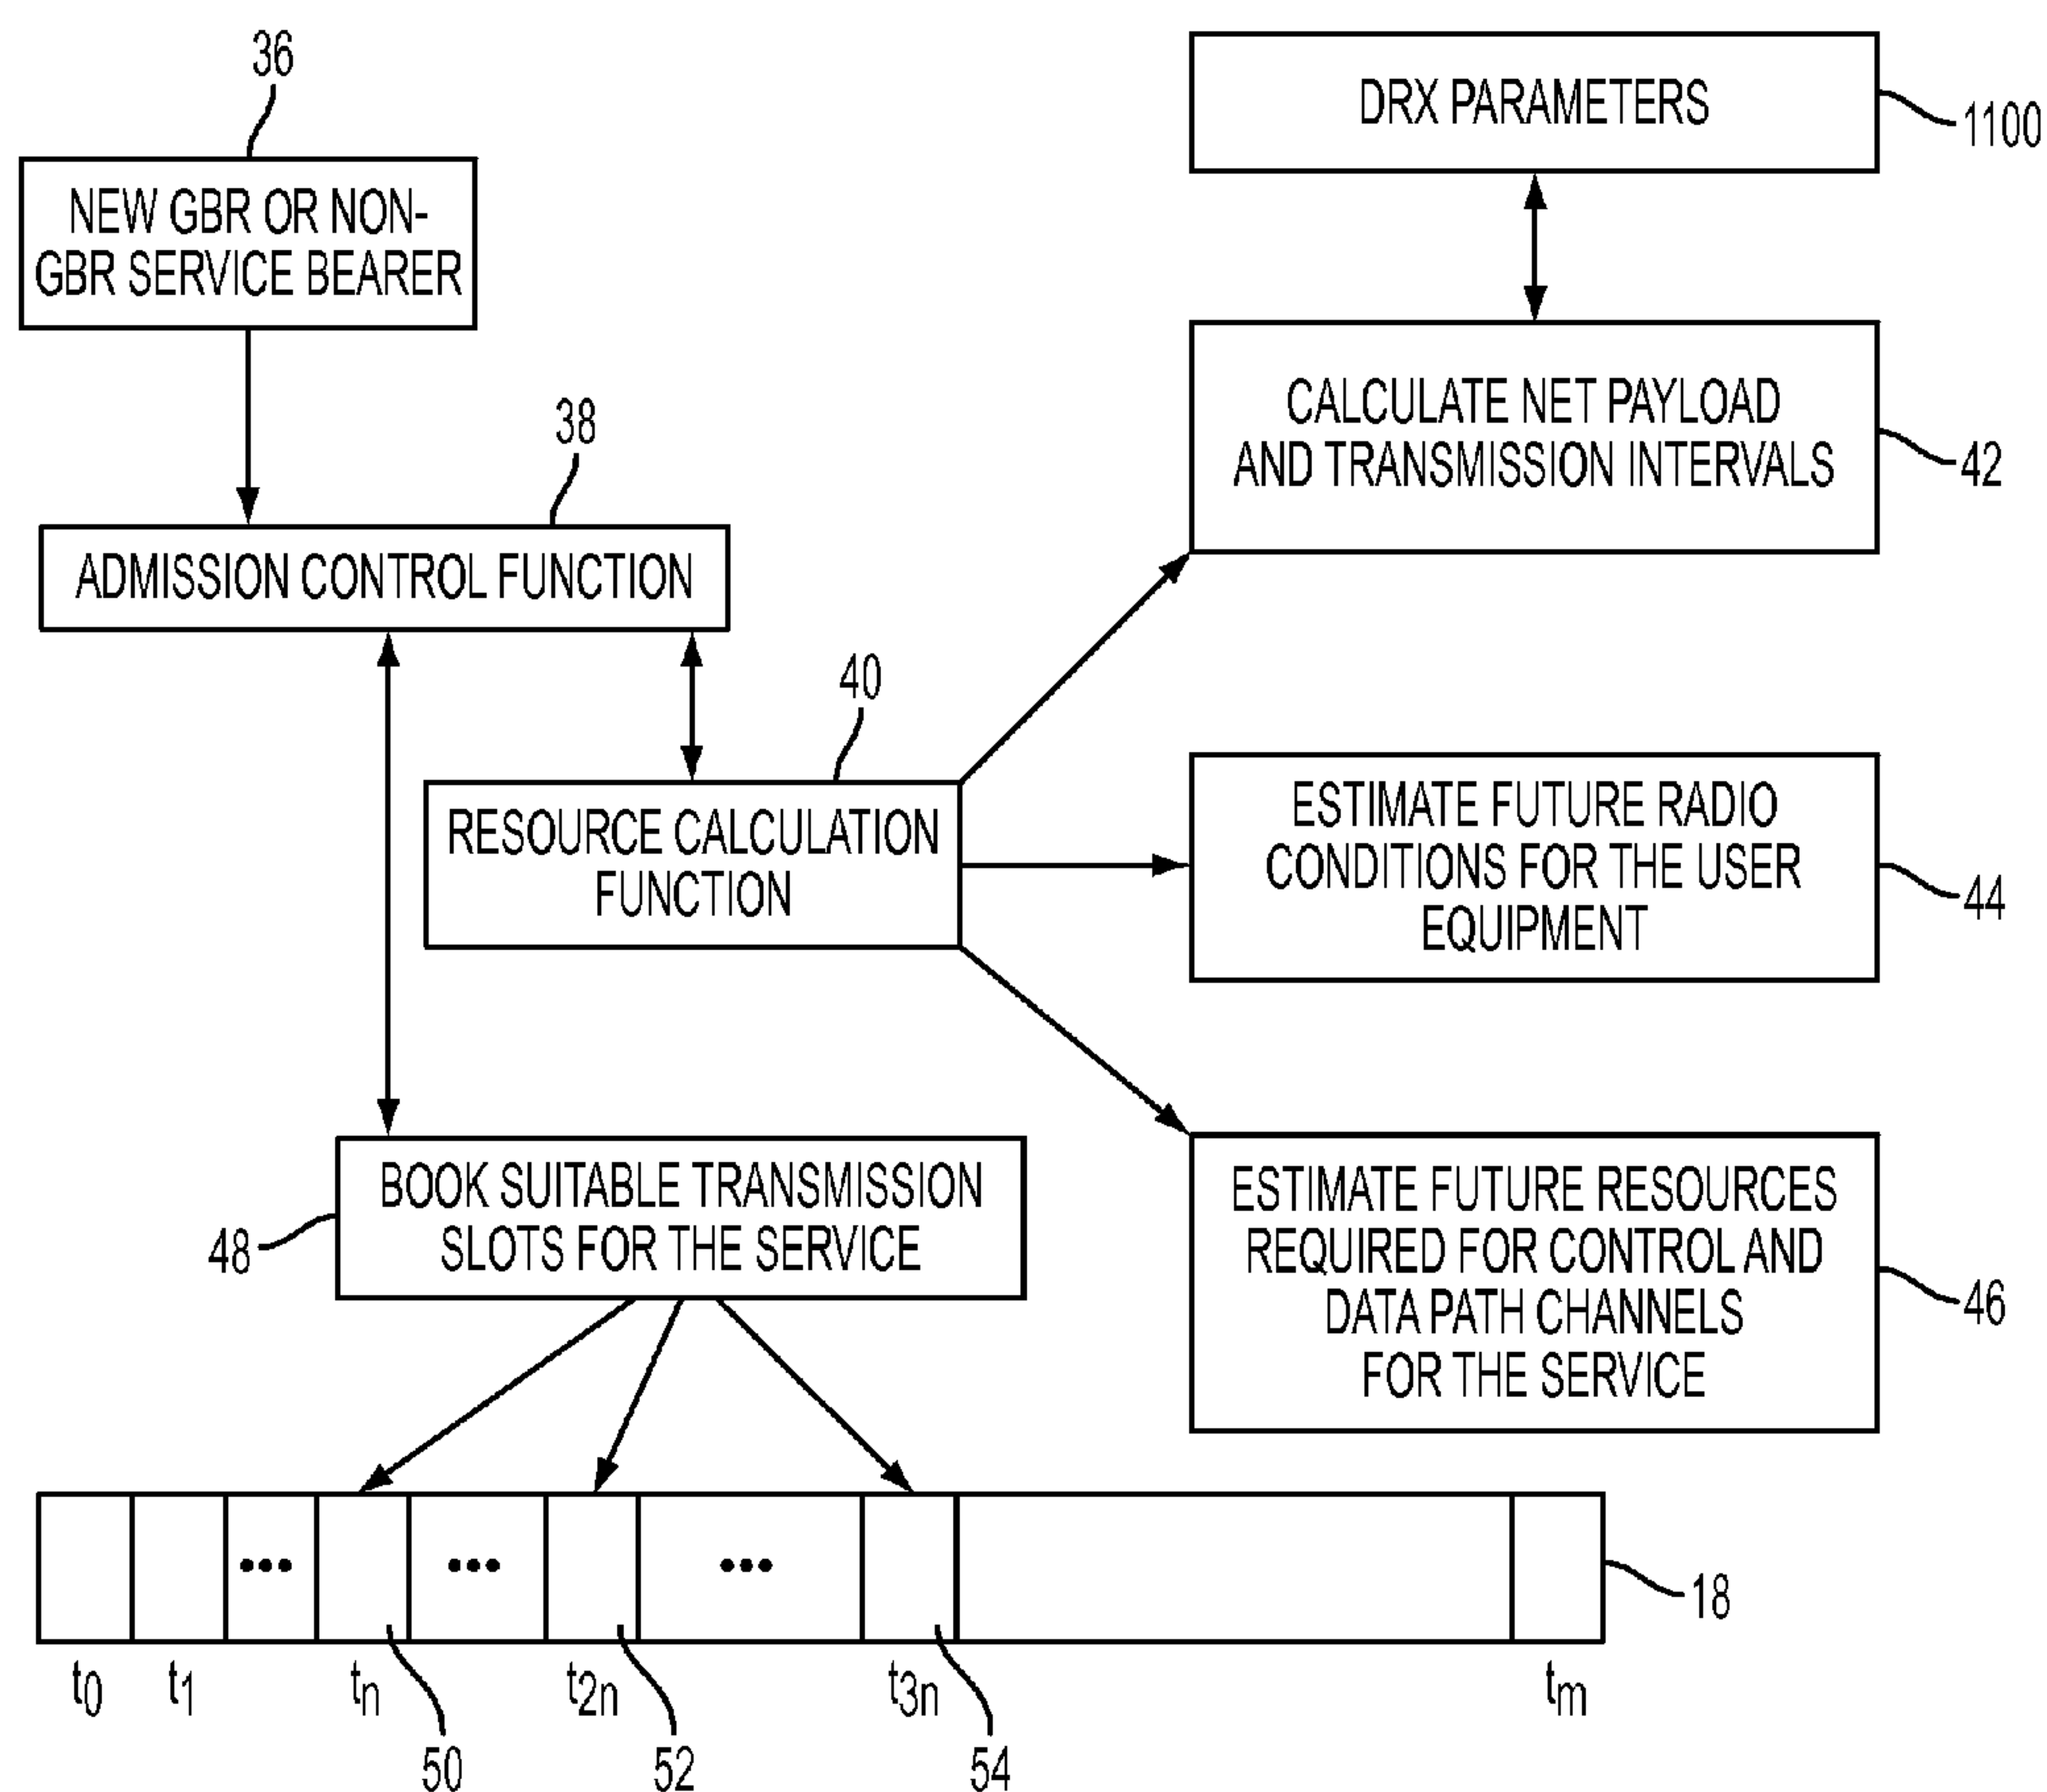 36
NEW GBR OR NON-
GBR SERVICE BEARER
DRX PARAMETERS
1100
38
ADMISSION CONTROL FUNCTION
CALCULATE NET PAYLOAD
AND TRANSMISSION INTERVALS
42
40
RESOURCE CALCULATION
FUNCTION
ESTIMATE FUTURE RADIO
CONDITIONS FOR THE USER
EQUIPMENT
44
48
BOOK SUITABLE TRANSMISSION
SLOTS FOR THE SERVICE
ESTIMATE FUTURE RESOURCES
REQUIRED FOR CONTROL AND
DATA PATH CHANNELS
FOR THE SERVICE
46
••• ••• •••
18
t0 t1 tn t2n t3n tm
50 52 54